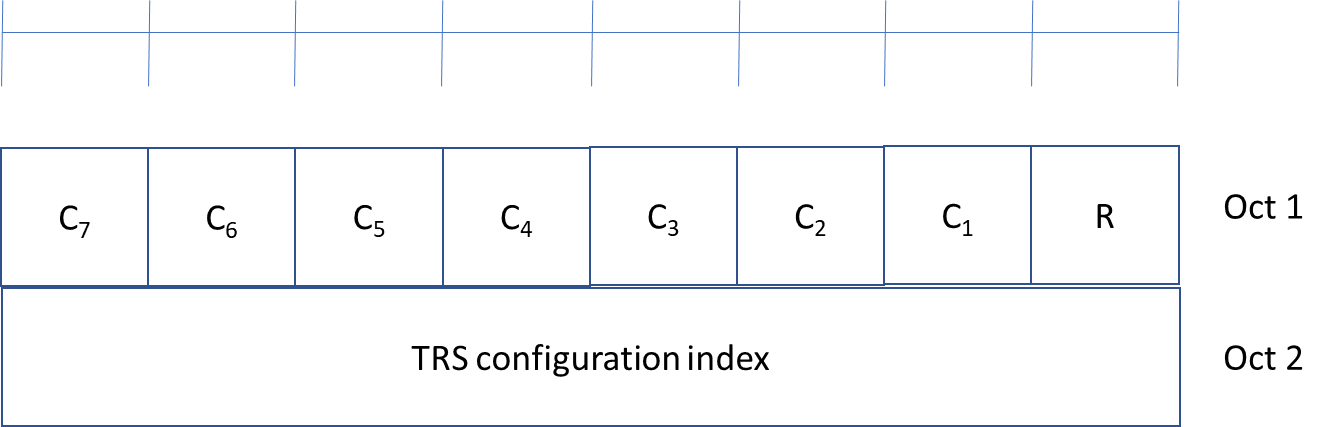 C7 C6 C5 C4 C3 C2 C1 R Oct 1
TRS configuration index Oct 2